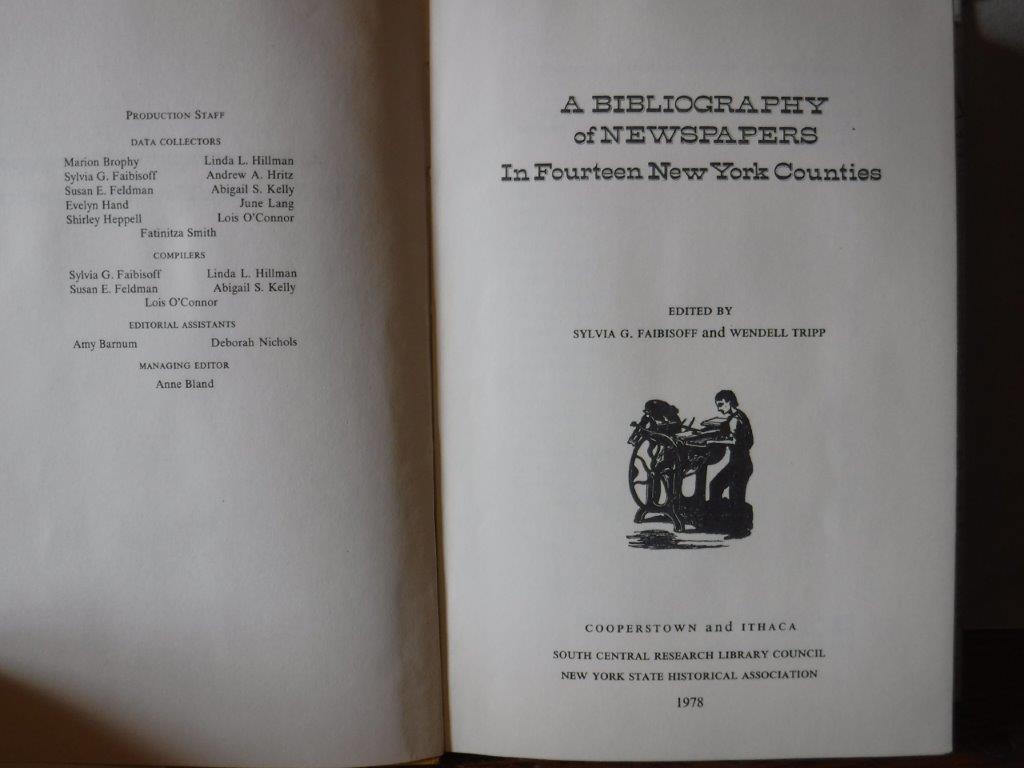 PRODUCTION STAFF
DATA COLLECTORS
Marion Brophy Linda L. Hillman
Sylvia G. Faibisoff Andrew A. Hritz
Susan E. Feldman Abigail S. Kelly
Evelyn Hand June Lang
Shirley Heppell Lois O'Connor
Fatinitza Smith
COMPILERS
Sylvia G. Faibisoff Linda L. Hillman
Susan E. Feldman Abigail S. Kelly
Lois O'Connor
EDITORIAL ASSISTANTS
Amy Barnum Deborah Nichols
MANAGING EDITOR
Anne Bland
A BIBLIOGRAPHY
of NEWSPAPERS
In Fourteen New York Counties
EDITED BY
SYLVIA G. FAIBISOFF and WENDELL TRIPP
COOPERSTOWN and ITHACA
SOUTH CENTRAL RESEARCH LIBRARY COUNCIL
NEW YORK STATE HISTORICAL ASSOCIATION
1978